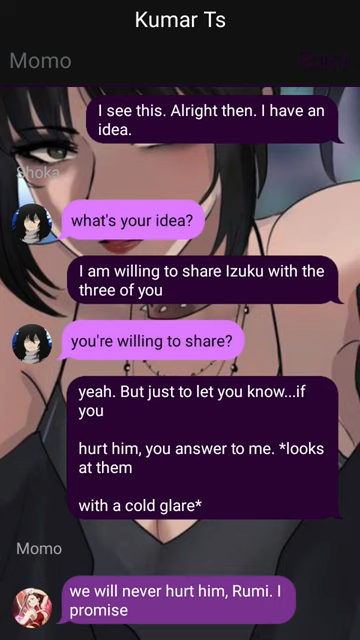 Kumar Ts
Momo
I see this. Alright then. I have an
idea.
Shoka
what's your idea?
I am willing to share Izuku with the
three of you
you're willing to share?
yeah. But just to let you know...if
you
hurt him, you answer to me. *looks
at them
with a cold glare*
Momo
we will never hurt him, Rumi. I
promise